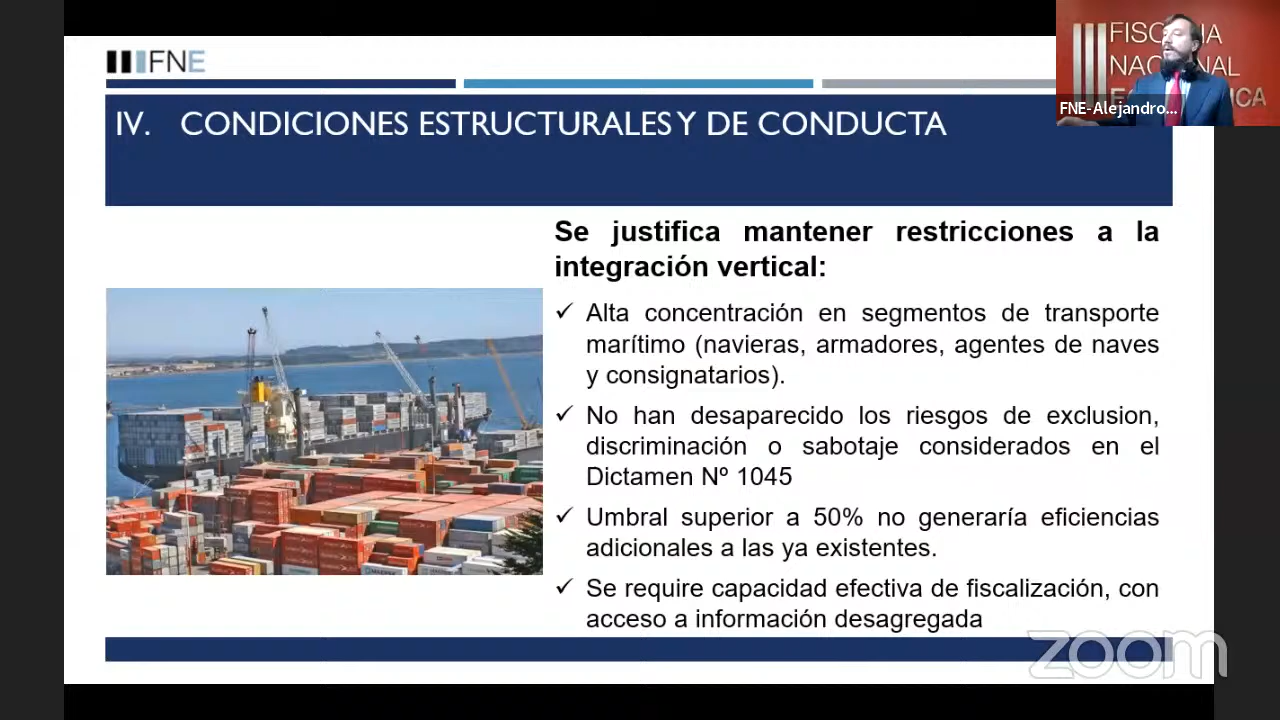 FNE
IV. CONDICIONES ESTRUCTURALES Y DE CONDUCTA
FISCALIA
NACIONAL
FNE-Alejandro...
Se justifica mantener restricciones a la
integración vertical:
✓ Alta concentración en segmentos de transporte
marítimo (navieras, armadores, agentes de naves
y consignatarios).
✓ No han desaparecido los riesgos de exclusion,
discriminación o sabotaje considerados en el
Dictamen Nº 1045
✓ Umbral superior a 50% no generaría eficiencias
adicionales a las ya existentes.
✓ Se require capacidad efectiva de fiscalización, con
acceso a información desagregada
zoom